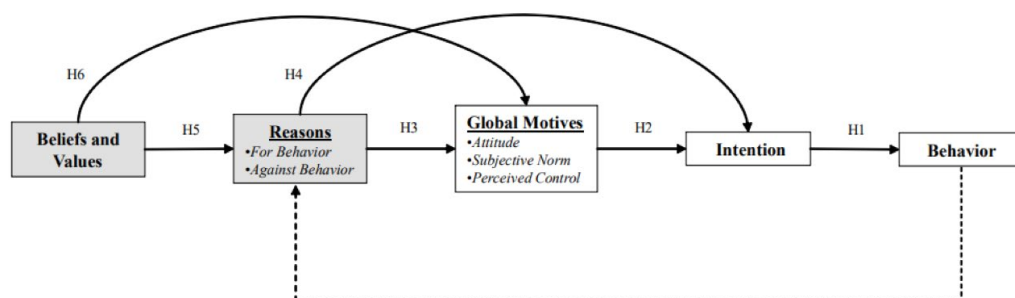 H6
H4
Beliefs and
Values
H5
Reasons
•For Behavior
•Against Behavior
H3
Global Motives
•Attitude
•Subjective Norm
•Perceived Control
H2
Intention
H1
Behavior